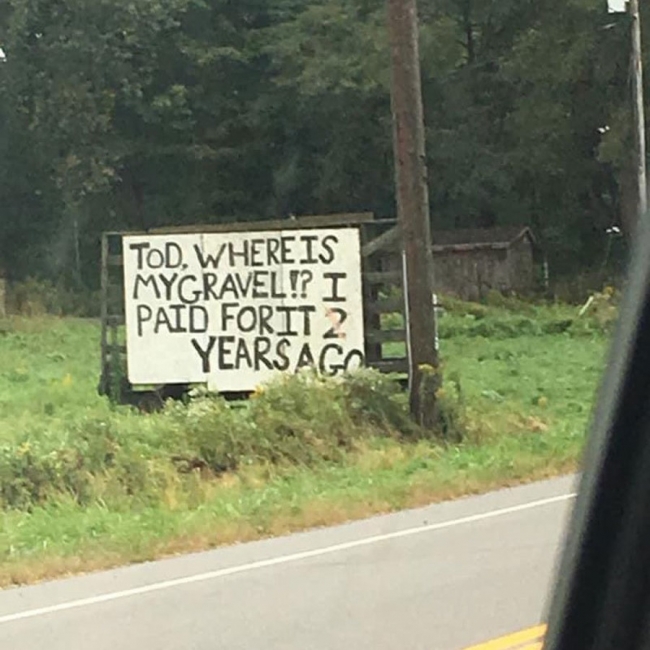 ToD, WHERE IS
MY GRAVEL!!? I
PAID FOR IT 2
YEARS AGO